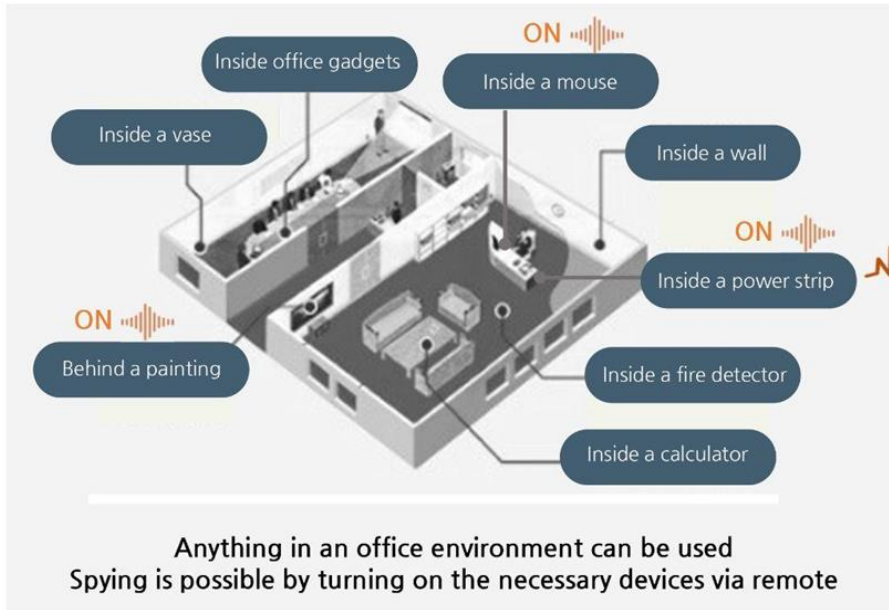 ON
Inside office gadgets
Inside a mouse
Inside a vase
Inside a wall
ON
Inside a power strip
ON
Behind a painting
Inside a fire detector
Inside a calculator
Anything in an office environment can be used
Spying is possible by turning on the necessary devices via remote